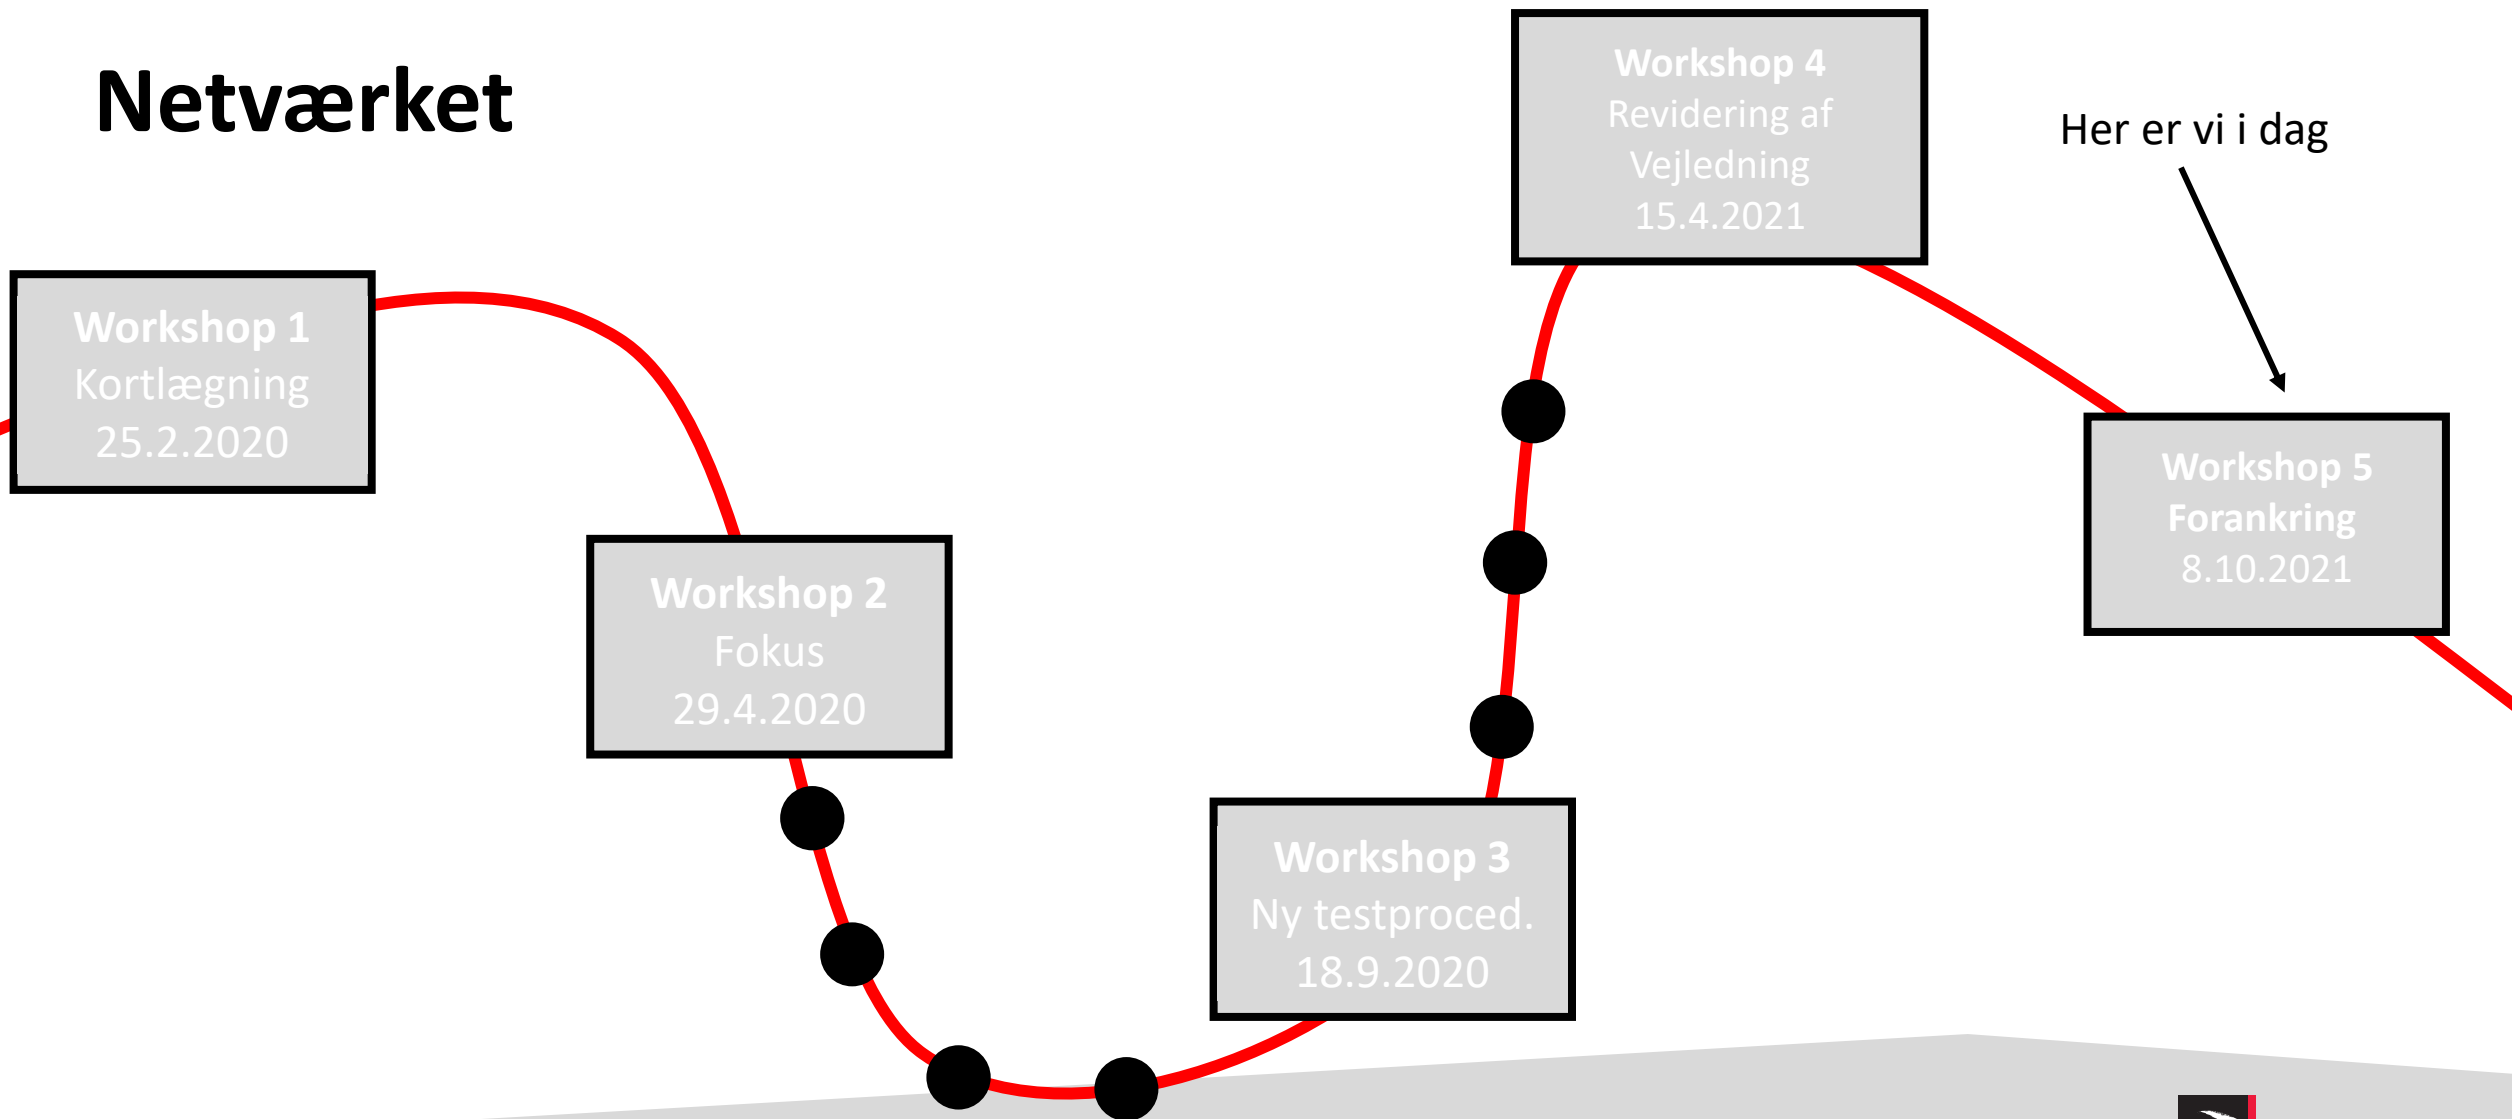 Netværket
Workshop 1
Kortlægning
25.2.2020
Workshop 2
Fokus
29.4.2020
Workshop 3
Ny testproced.
18.9.2020
Workshop 4
Revidering af
Vejledning
15.4.2021
Her er vi i dag
Workshop 5
Forankring
8.10.2021